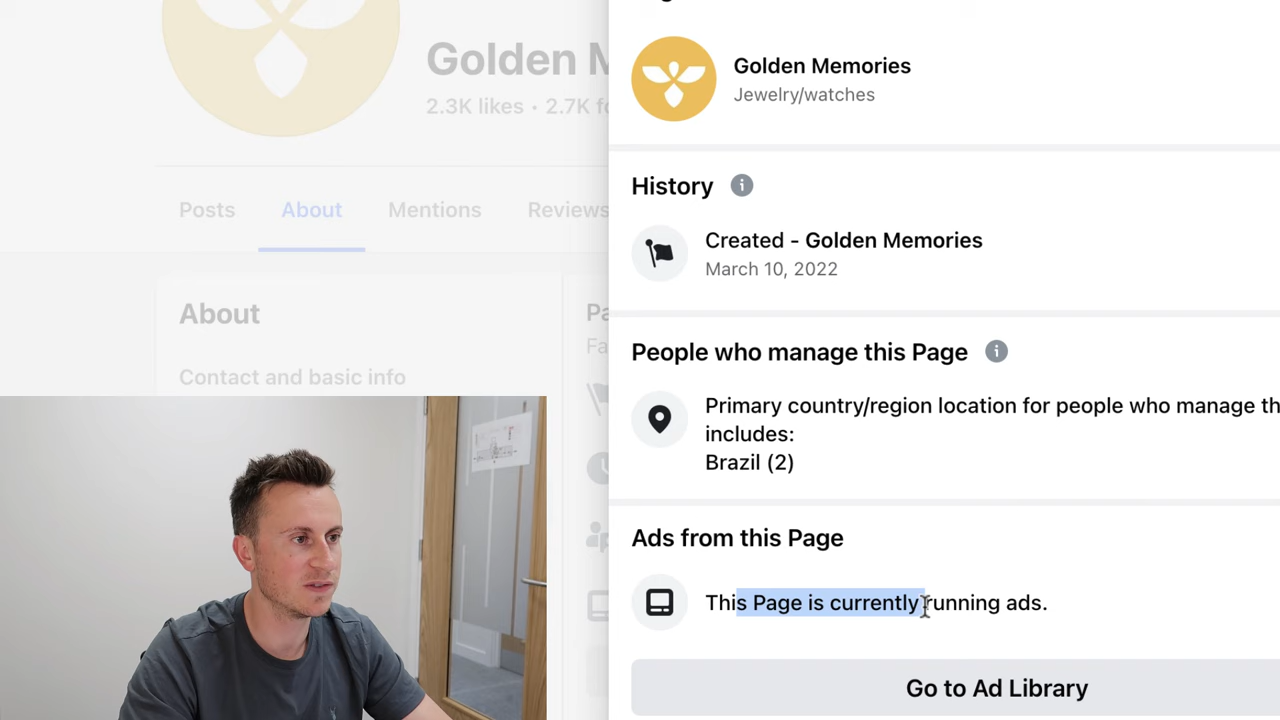 Golden M
2.3K likes • 2.7K fo
Posts
About
Mentions
Reviews
About
Contact and basic info
Pa
Fa
Golden Memories
Jewelry/watches
History
Created - Golden Memories
March 10, 2022
People who manage this Page
Primary country/region location for people who manage th
includes:
Brazil (2)
Ads from this Page
This Page is currently running ads.
Go to Ad Library